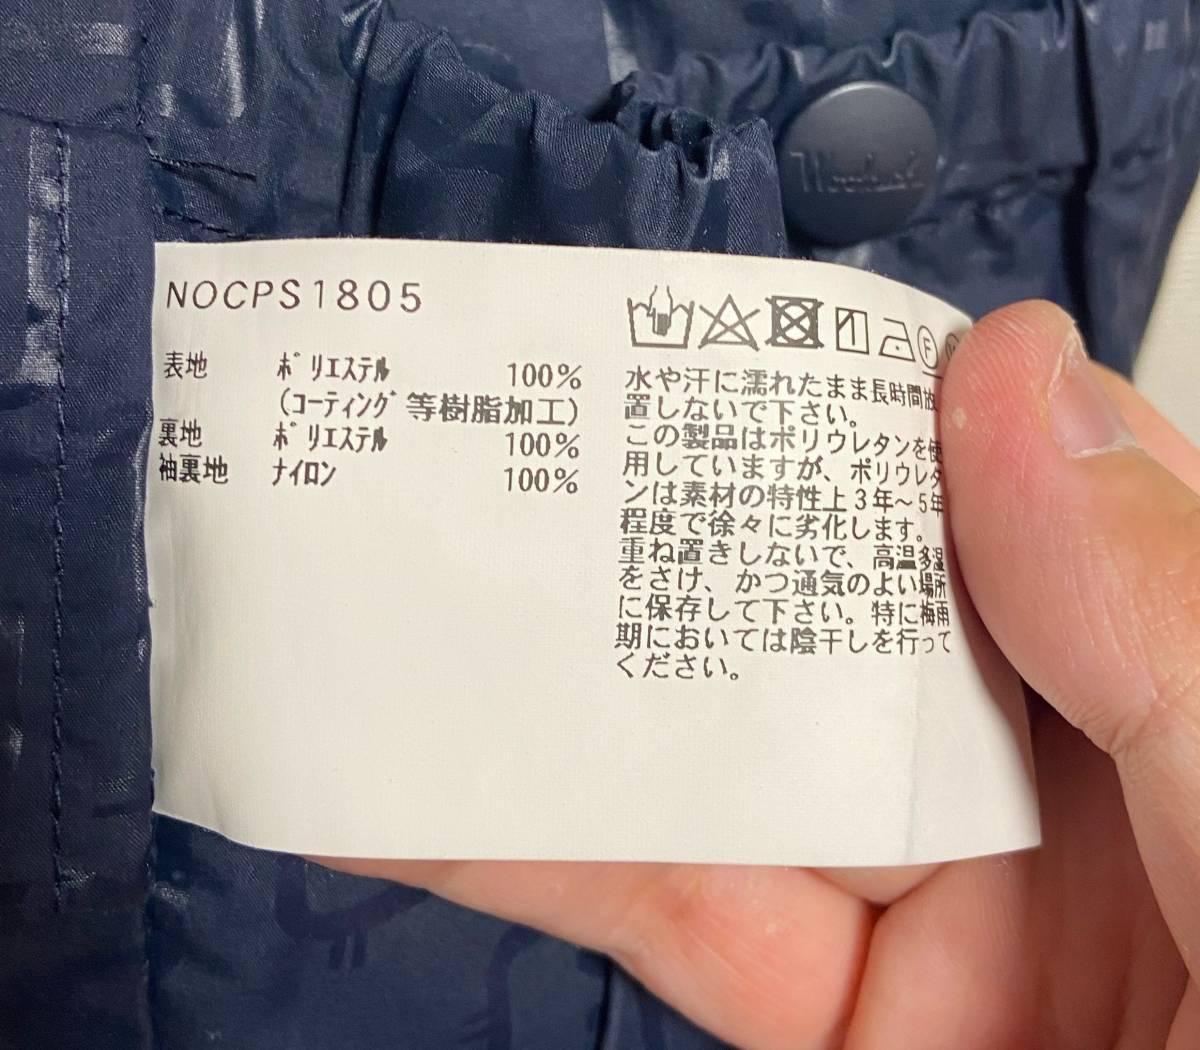 NOCPS1805
表地 ポリエステル 100%
(コーティング等樹脂加工)
裏地 ポリエステル 100%
袖裏地 ナイロン 100%
水や汗に濡れたまま長時間放
置しないで下さい。
この製品はポリウレタンを使
用していますが、ポリウレタ
ンは素材の特性上3年～5年
程度で徐々に劣化します。
重ね置きしないで、高温多湿
をさけ、かつ通気のよい場所
に保存して下さい。特に梅雨
期においては陰干しを行って
ください。
F